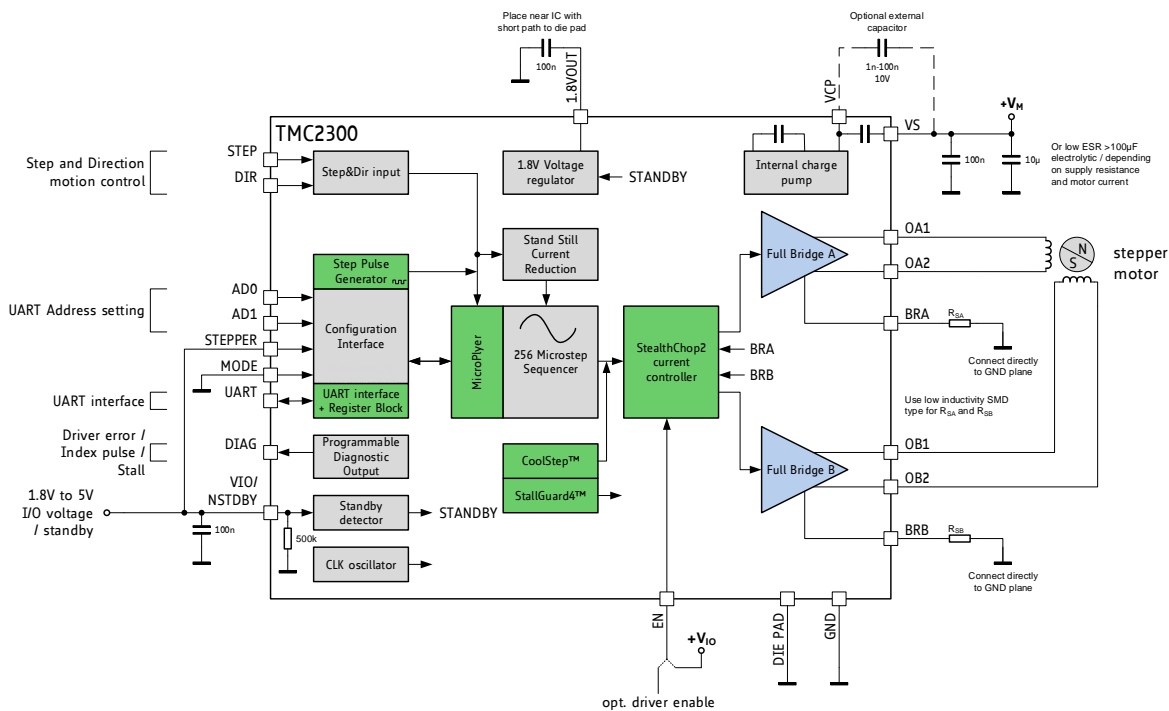 Place near IC with
short path to die pad
100n
1.8VOUT
Optional external
capacitor
1n-100n
10V
VCP
+VM
VS
100n
10µ
Or low ESR >100µF
electrolytic / depending
on supply resistance
and motor current
TMC2300
Step and Direction
motion control
STEP
DIR
Step&Dir input
1.8V Voltage
regulator
STANDBY
Internal charge
pump
Stand Still
Current
Reduction
Full Bridge A
OA1
OA2
N
S
stepper
motor
BRA
RSA
Connect directly
to GND plane
Step Pulse
Generator
UART Address setting
AD0
AD1
STEPPER
MODE
UART
Configuration
Interface
UART interface
+ Register Block
MicroPlyer
256 Microstep
Sequencer
StealthChop2
current
controller
BRA
BRB
Use low inductivity SMD
type for RSA and RSB
UART interface
Driver error /
Index pulse /
Stall
DIAG
Programmable
Diagnostic
Output
CoolStep™
StallGuard4™
Full Bridge B
OB1
OB2
1.8V to 5V
I/O voltage
/ standby
VIO/
NSTDBY
100n
500k
Standby
detector
STANDBY
CLK oscillator
BRB
RSB
Connect directly
to GND plane
EN
+VIO
opt. driver enable
DIE PAD
GND